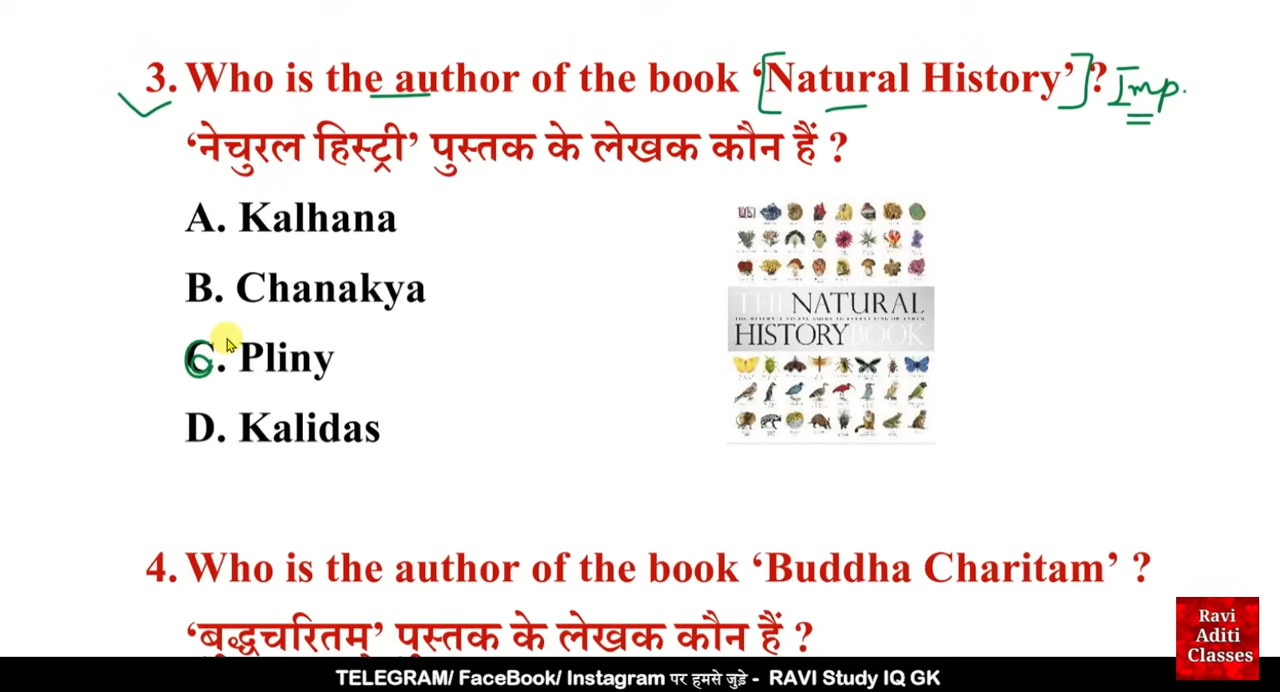 3. Who is the author of the book ‘[Natural History’]? Imp.
‘नेचुरल हिस्ट्री’ पुस्तक के लेखक कौन हैं ?
A. Kalhana
B. Chanakya
C. Pliny
D. Kalidas
THE NATURAL
HISTORY BOOK
4. Who is the author of the book ‘Buddha Charitam’ ?
‘बुद्धचरितम्’ पुस्तक के लेखक कौन हैं ?
Ravi
Aditi
Classes
TELEGRAM/ FaceBook/ Instagram पर हमसे जुड़े - RAVI Study IQ GK